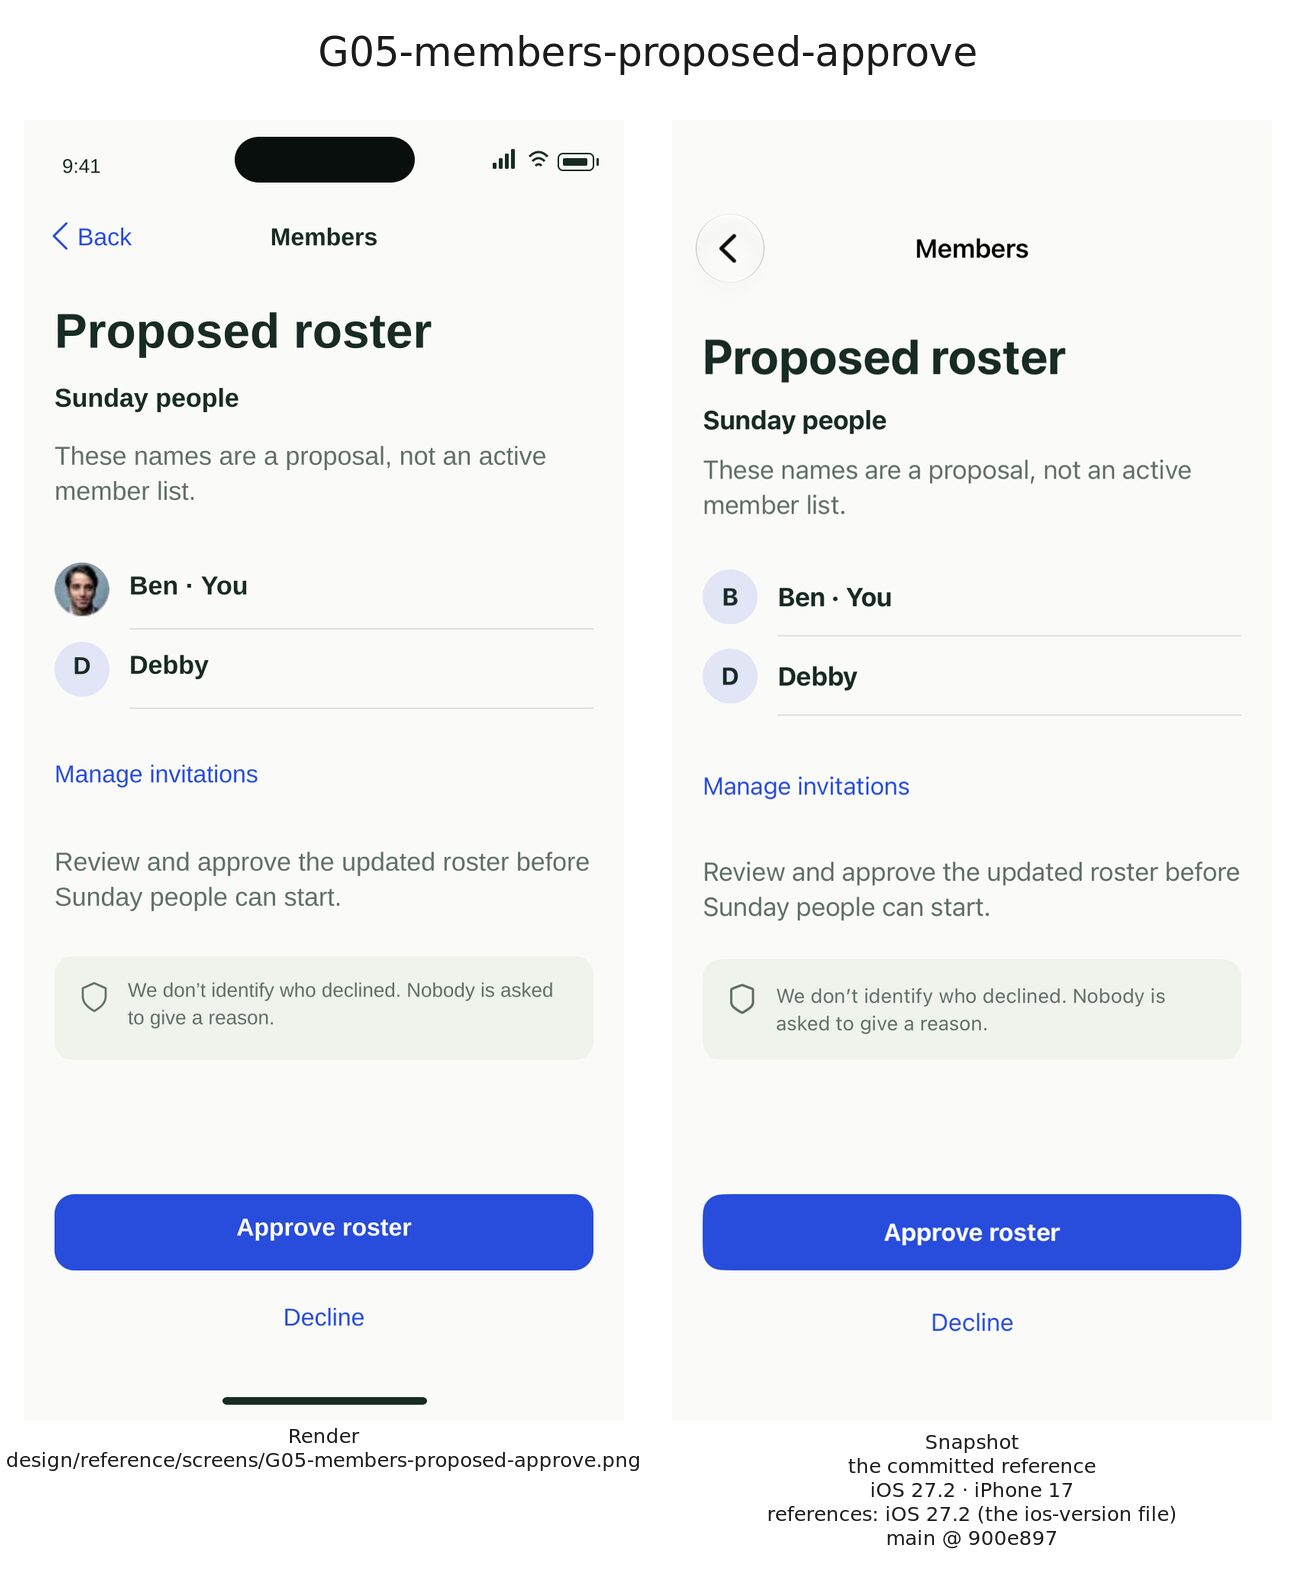 G05-members-proposed-approve
9:41
Back
Members
Proposed roster
Sunday people
These names are a proposal, not an active
member list.
Ben · You
D
Debby
Manage invitations
Review and approve the updated roster before
Sunday people can start.
We don’t identify who declined. Nobody is asked
to give a reason.
Approve roster
Decline
Render
design/reference/screens/G05-members-proposed-approve.png
Members
Proposed roster
Sunday people
These names are a proposal, not an active
member list.
B
Ben · You
D
Debby
Manage invitations
Review and approve the updated roster before
Sunday people can start.
We don’t identify who declined. Nobody is
asked to give a reason.
Approve roster
Decline
Snapshot
the committed reference
iOS 27.2 · iPhone 17
references: iOS 27.2 (the ios-version file)
main @ 900e897